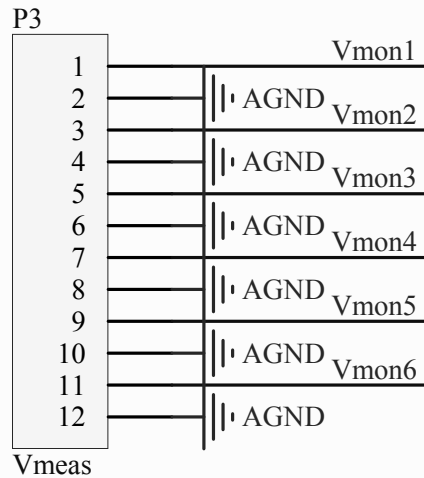 P3
Vmon1
1
2
AGND
Vmon2
3
4
AGND
Vmon3
5
6
AGND
Vmon4
7
8
AGND
Vmon5
9
10
AGND
Vmon6
11
12
AGND
Vmeas